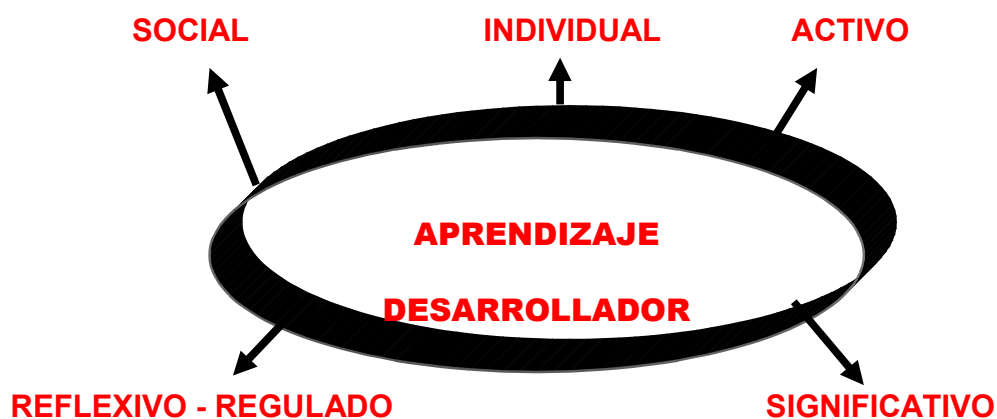 SOCIAL INDIVIDUAL ACTIVO
APRENDIZAJE
DESARROLLADOR
REFLEXIVO - REGULADO SIGNIFICATIVO